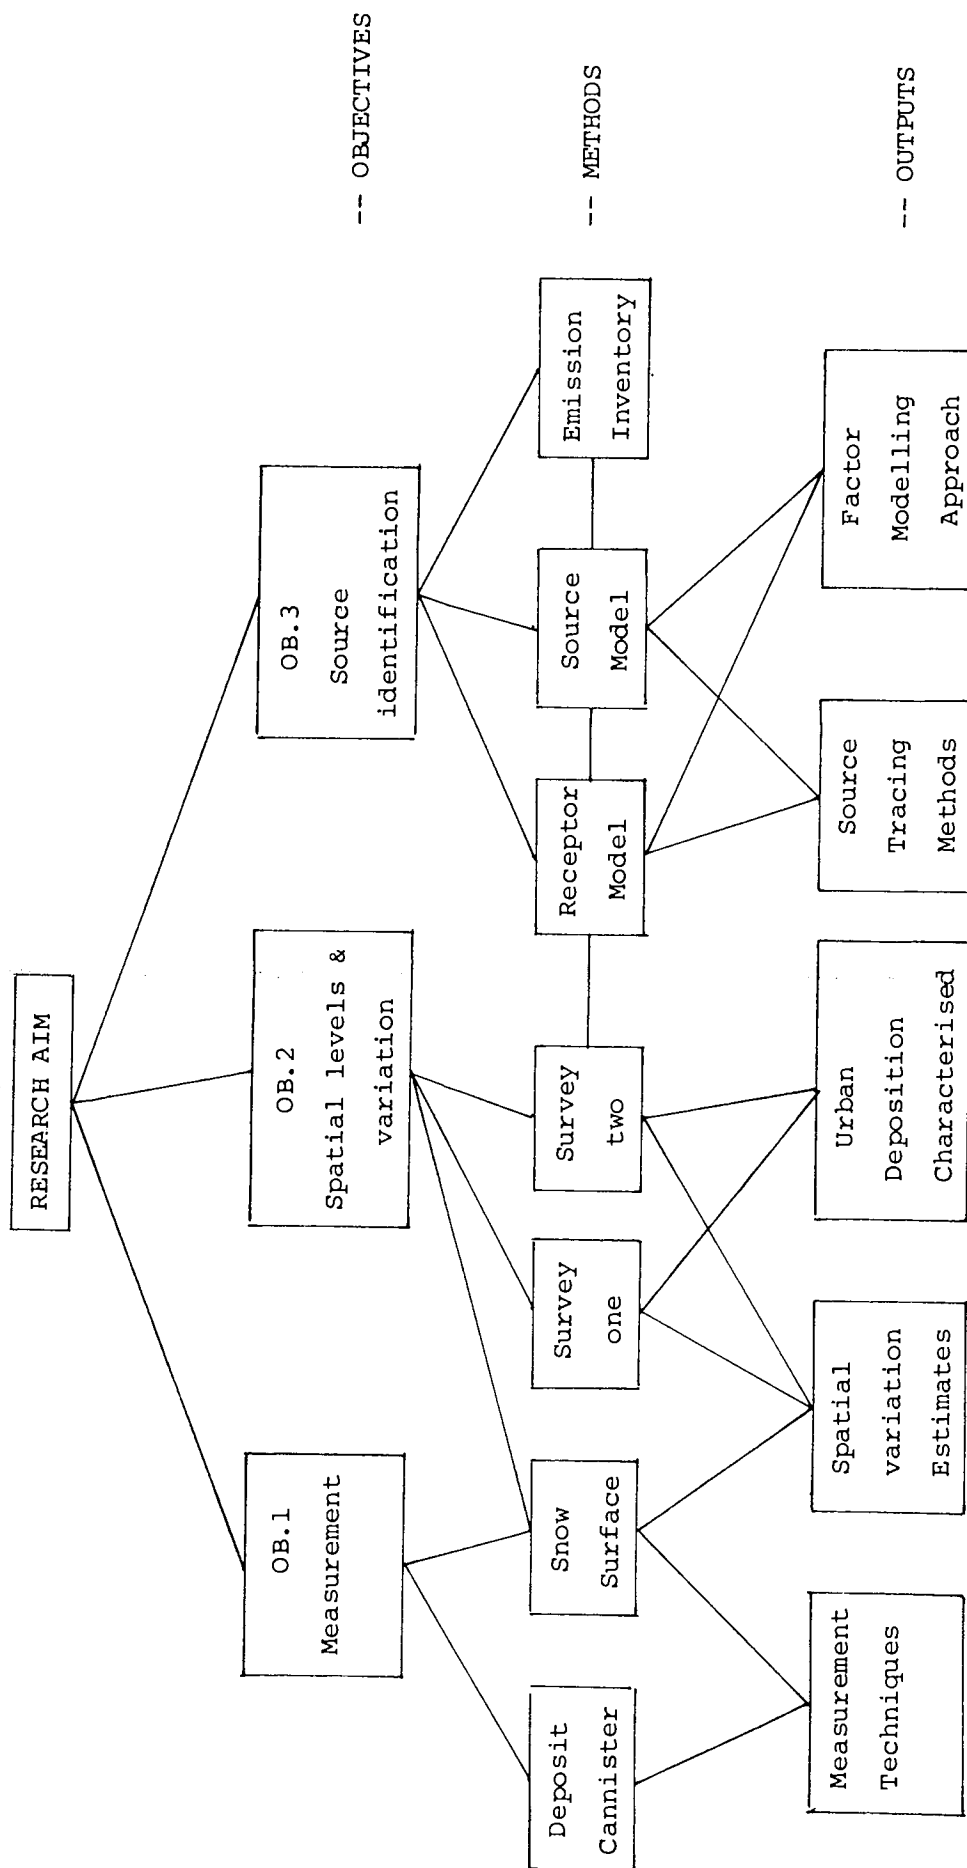 RESEARCH AIM
OB.1
Measurement
OB.2
Spatial levels &
variation
OB.3
Source
identification
-- OBJECTIVES
Deposit
Cannister
Snow
Surface
Survey
one
Survey
two
Receptor
Model
Source
Model
Emission
Inventory
-- METHODS
Measurement
Techniques
Spatial
variation
Estimates
Urban
Deposition
Characterised
Source
Tracing
Methods
Factor
Modelling
Approach
-- OUTPUTS